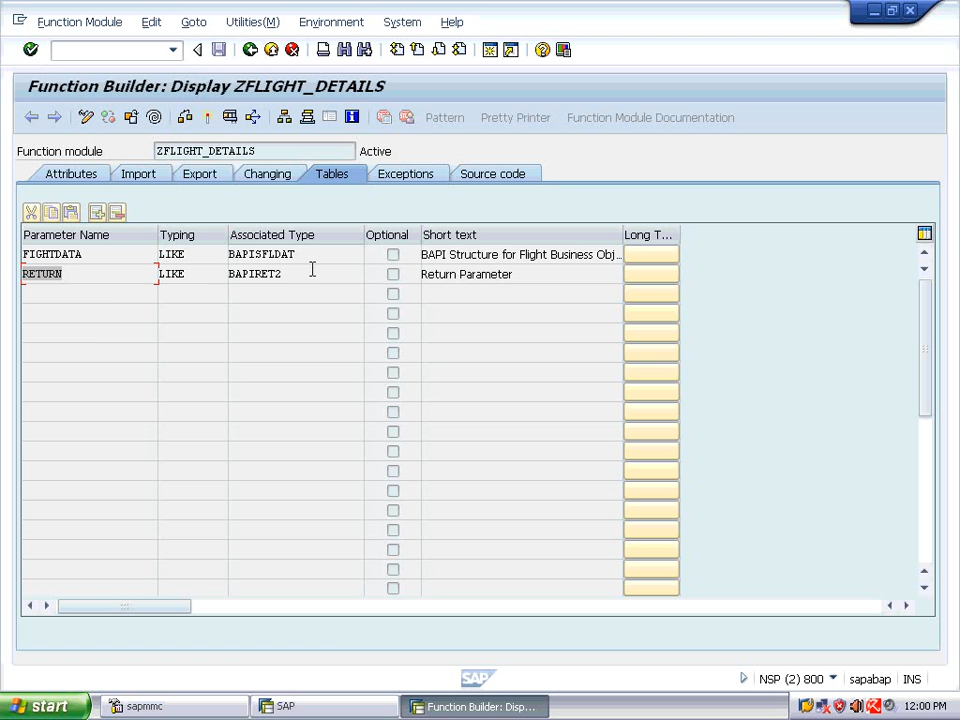 Function Module Edit Goto Utilities(M) Environment System Help
Function Builder: Display ZFLIGHT_DETAILS
Pattern Pretty Printer Function Module Documentation
Function module ZFLIGHT_DETAILS Active
Attributes Import Export Changing Tables Exceptions Source code
Parameter Name Typing Associated Type Optional Short text Long T...
FIGHTDATA LIKE BAPISFLDAT BAPI Structure for Flight Business Obj...
RETURN LIKE BAPIRET2 Return Parameter
SAP
NSP (2) 800 sapabap INS
start sapmmc SAP Function Builder: Disp... 12:00 PM